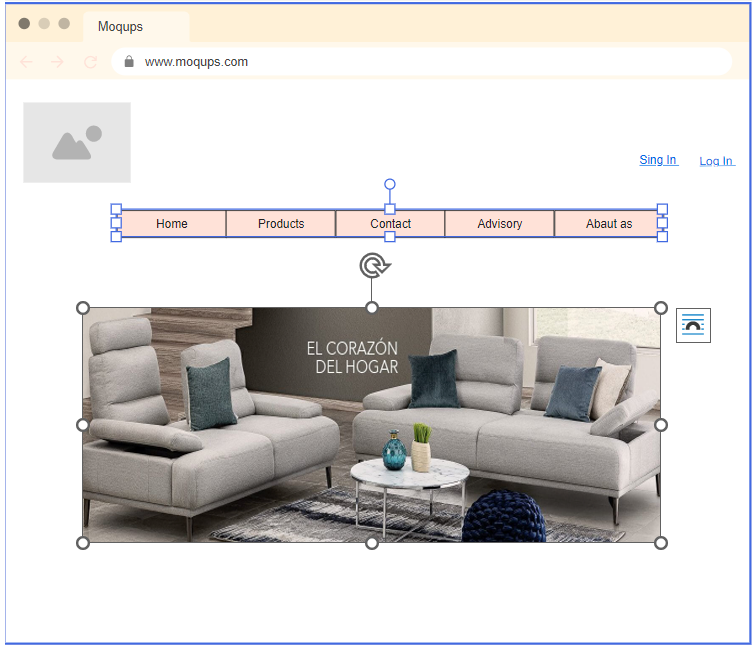 Moqups
www.moqups.com
Sing In
Log In
Home
Products
Contact
Advisory
Abaut as
EL CORAZÓN
DEL HOGAR